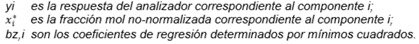 yi es la respuesta del analizador correspondiente al componente i;
x*i es la fracción mol no-normalizada correspondiente al componente i;
bz,i son los coeficientes de regresión determinados por mínimos cuadrados.